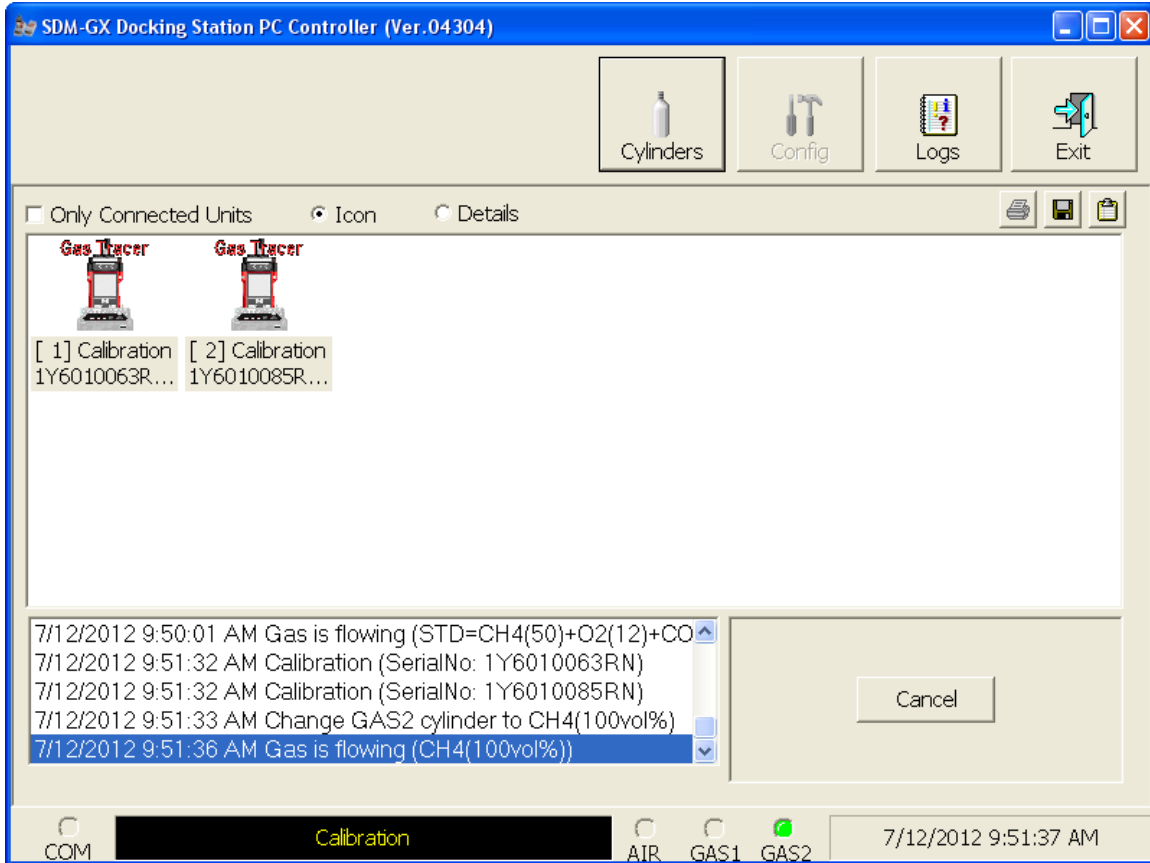 SDM-GX Docking Station PC Controller (Ver.04304)
Cylinders
Config
Logs
Exit
Only Connected Units
Icon
Details
Gas Tracer
Gas Tracer
[ 1] Calibration
1Y6010063R...
[ 2] Calibration
1Y6010085R...
7/12/2012 9:50:01 AM Gas is flowing (STD=CH4(50)+O2(12)+CO
7/12/2012 9:51:32 AM Calibration (SerialNo: 1Y6010063RN)
7/12/2012 9:51:32 AM Calibration (SerialNo: 1Y6010085RN)
7/12/2012 9:51:33 AM Change GAS2 cylinder to CH4(100vol%)
7/12/2012 9:51:36 AM Gas is flowing (CH4(100vol%))
Cancel
COM
Calibration
AIR
GAS1
GAS2
7/12/2012 9:51:37 AM